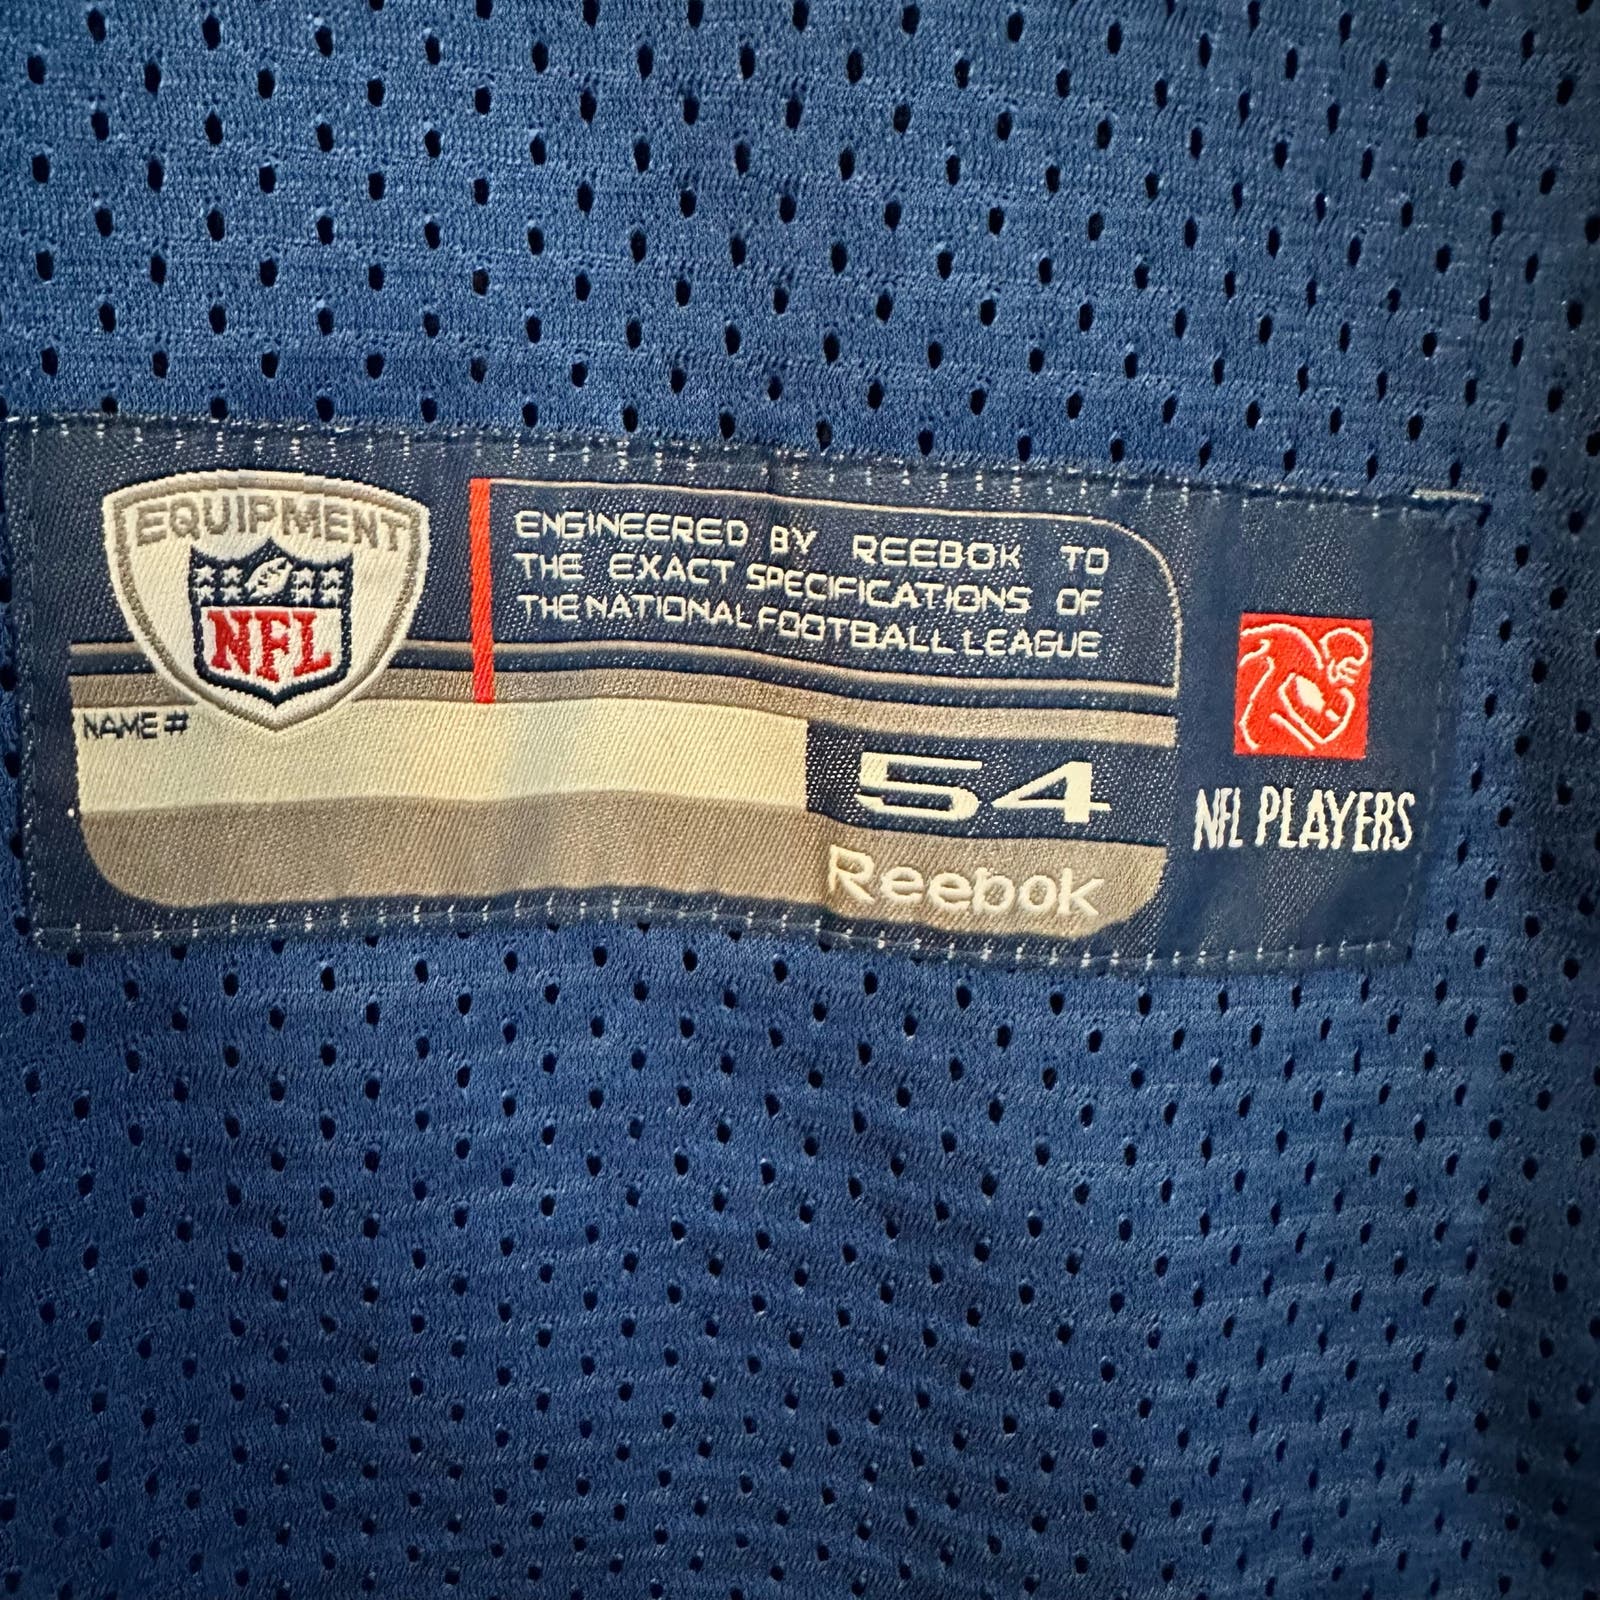 EQUIPMENT
NFL
ENGINEERED BY REEBOK TO
THE EXACT SPECIFICATIONS OF
THE NATIONAL FOOTBALL LEAGUE
NAME #
54
Reebok
NFL PLAYERS